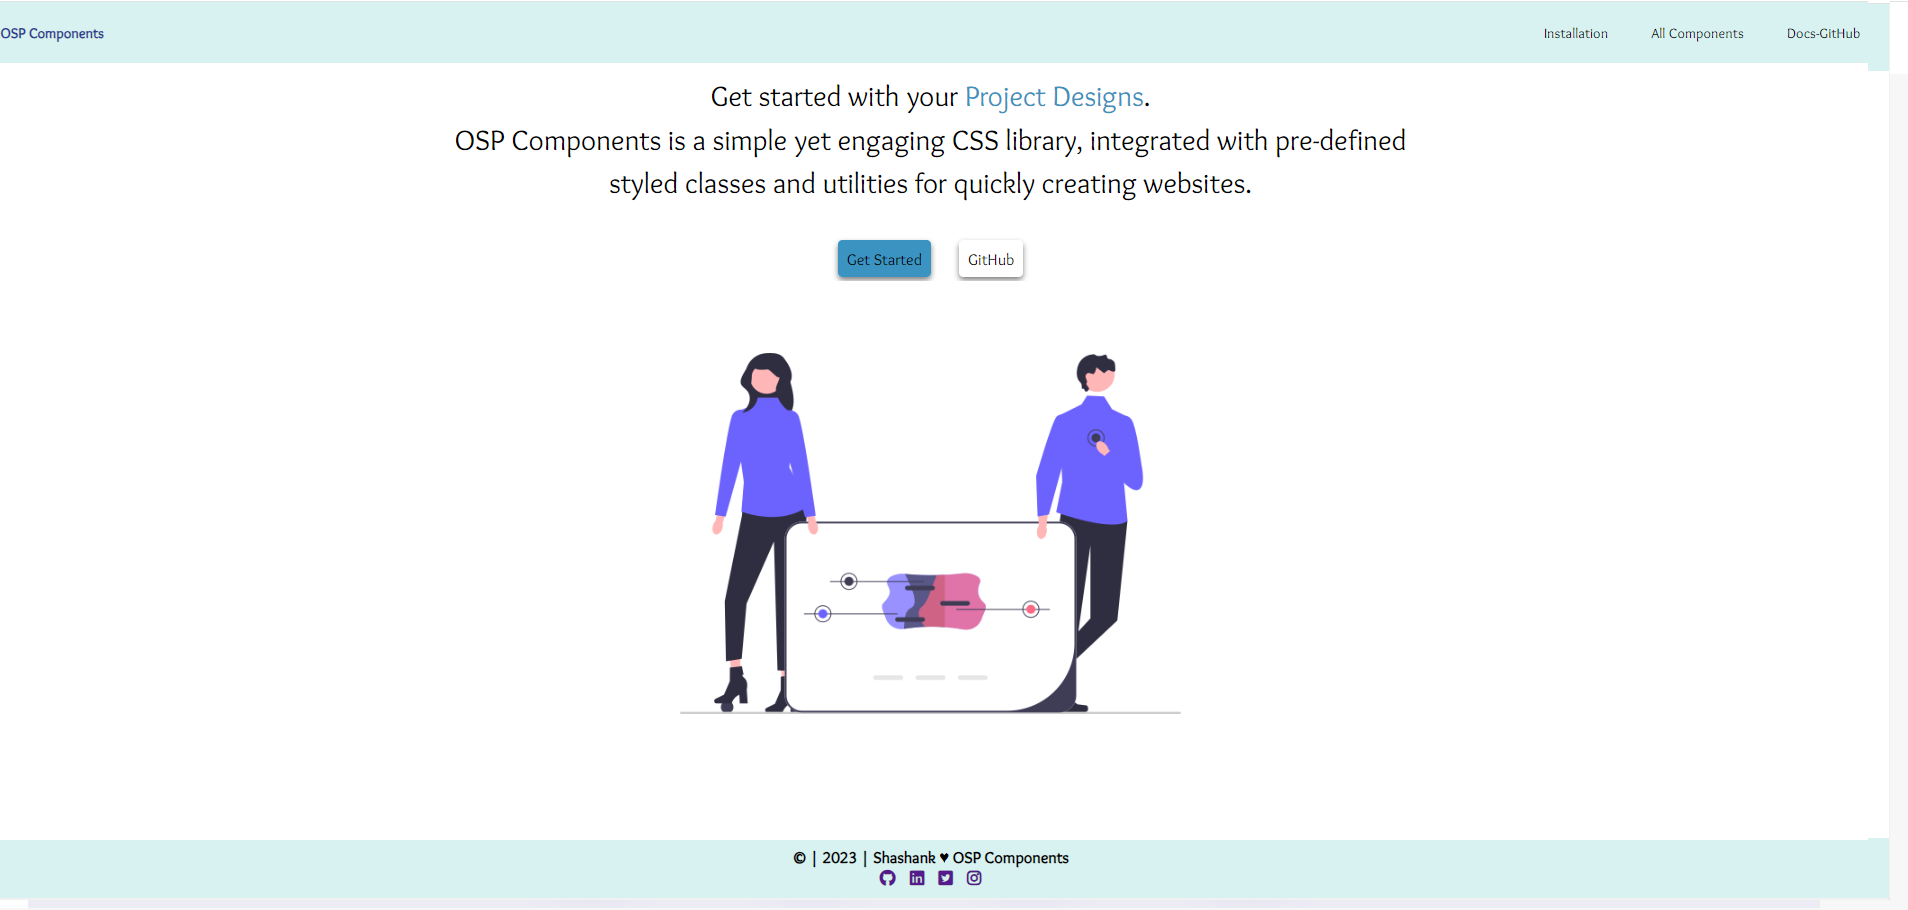 OSP Components
Installation
All Components
Docs-GitHub
Get started with your Project Designs.
OSP Components is a simple yet engaging CSS library, integrated with pre-defined
styled classes and utilities for quickly creating websites.
Get Started
GitHub
© | 2023 | Shashank ♥ OSP Components